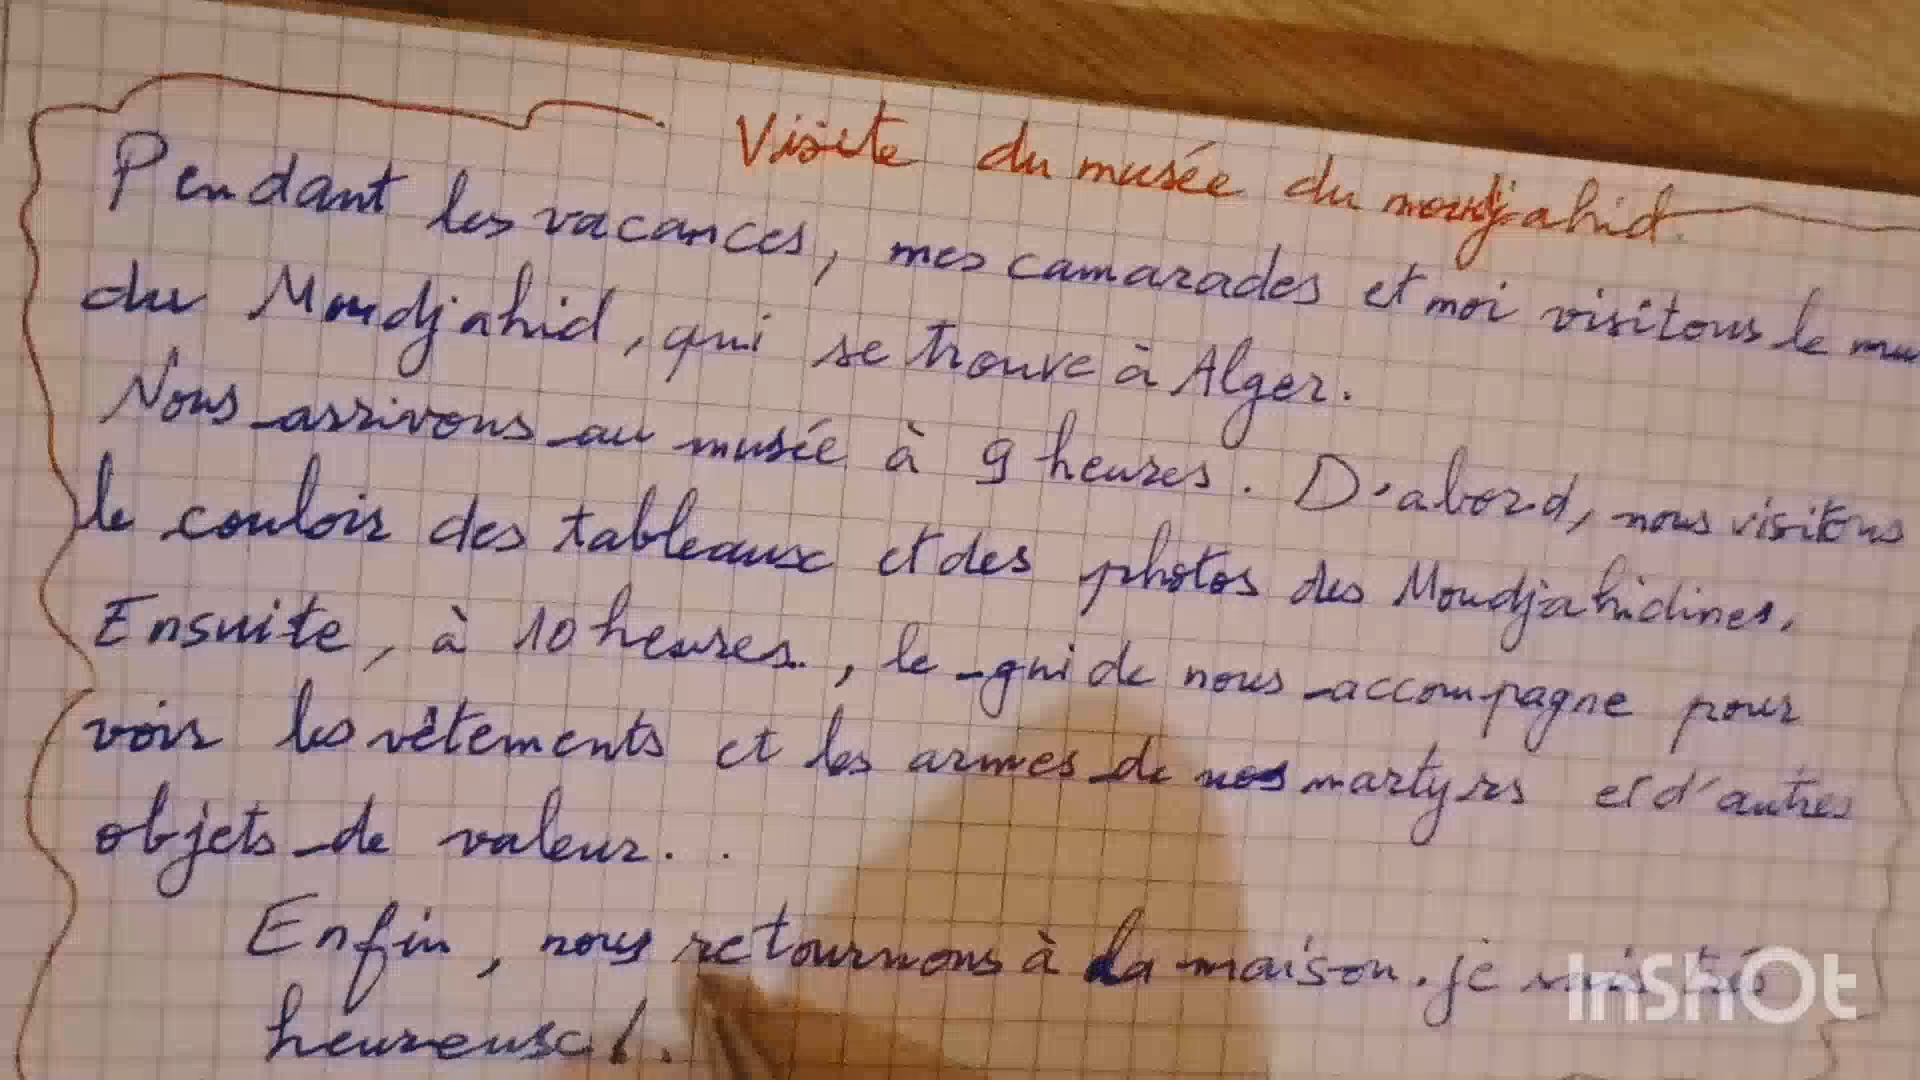 Visite du musée du moudjahid.
Pendant les vacances, mes camarades et moi visitons le mu
du Moudjahid, qui se trouve à Alger.
Nous arrivons au musée à 9 heures. D'abord, nous visitons
le couloir des tableaux et des photos des Moudjahidines.
Ensuite, à 10 heures, le guide nous accompagne pour
voir les vêtements et les armes de nos martyrs et d'autres
objets de valeur..
Enfin, nous retournons à la maison. je suis très
heureuse!.
InShOt